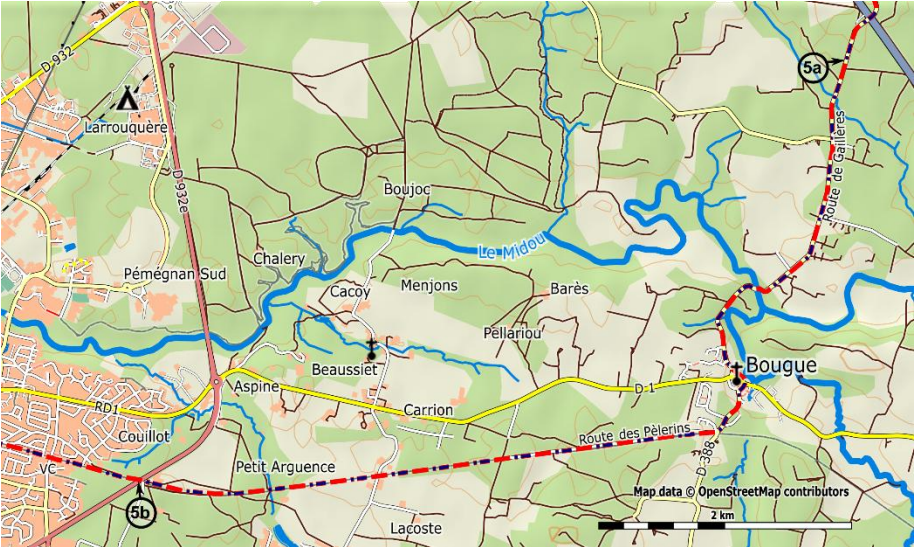 D-932
5a
Larrouquère
D-932e
Route de Gaillères
Boujoc
Le Midou
Chalery
Pémégnan Sud
Cacoy
Menjons
Barès
Pellariou
Beaussiet
Bougue
Aspine
D 1
RD1
Carrion
Couillot
Route des Pèlerins
VC
Petit Arguence
D-388
Map data © OpenStreetMap contributors
5b
2 km
Lacoste